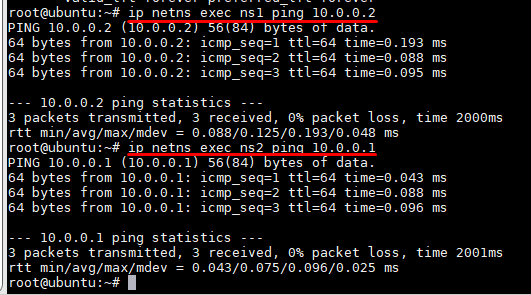 root@ubuntu:~# ip netns exec ns1 ping 10.0.0.2
PING 10.0.0.2 (10.0.0.2) 56(84) bytes of data.
64 bytes from 10.0.0.2: icmp_seq=1 ttl=64 time=0.193 ms
64 bytes from 10.0.0.2: icmp_seq=2 ttl=64 time=0.088 ms
64 bytes from 10.0.0.2: icmp_seq=3 ttl=64 time=0.095 ms
--- 10.0.0.2 ping statistics ---
3 packets transmitted, 3 received, 0% packet loss, time 2000ms
rtt min/avg/max/mdev = 0.088/0.125/0.193/0.048 ms
root@ubuntu:~# ip netns exec ns2 ping 10.0.0.1
PING 10.0.0.1 (10.0.0.1) 56(84) bytes of data.
64 bytes from 10.0.0.1: icmp_seq=1 ttl=64 time=0.043 ms
64 bytes from 10.0.0.1: icmp_seq=2 ttl=64 time=0.088 ms
64 bytes from 10.0.0.1: icmp_seq=3 ttl=64 time=0.096 ms
--- 10.0.0.1 ping statistics ---
3 packets transmitted, 3 received, 0% packet loss, time 2001ms
rtt min/avg/max/mdev = 0.043/0.075/0.096/0.025 ms
root@ubuntu:~#